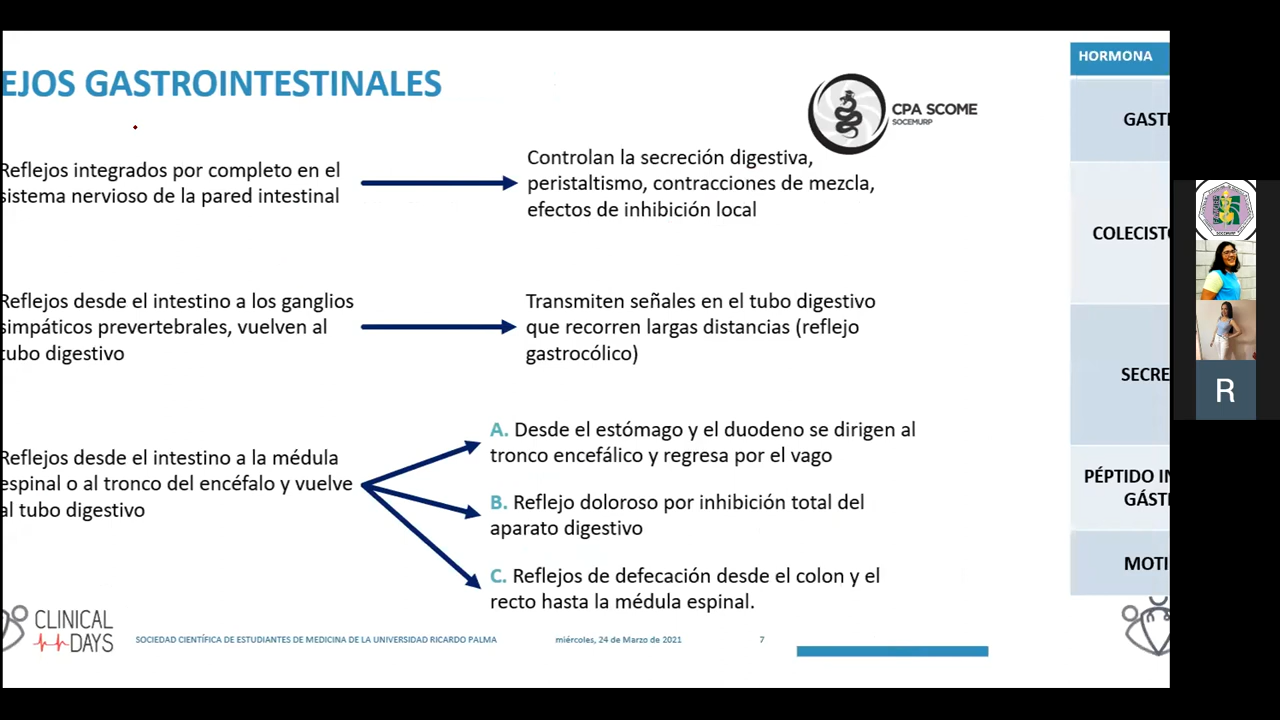 EJOS GASTROINTESTINALES
CPA SCOME
SOCEMURP
Reflejos integrados por completo en el
sistema nervioso de la pared intestinal
Controlan la secreción digestiva,
peristaltismo, contracciones de mezcla,
efectos de inhibición local
Reflejos desde el intestino a los ganglios
simpáticos prevertebrales, vuelven al
tubo digestivo
Transmiten señales en el tubo digestivo
que recorren largas distancias (reflejo
gastrocólico)
Reflejos desde el intestino a la médula
espinal o al tronco del encéfalo y vuelve
al tubo digestivo
A. Desde el estómago y el duodeno se dirigen al
tronco encefálico y regresa por el vago
B. Reflejo doloroso por inhibición total del
aparato digestivo
C. Reflejos de defecación desde el colon y el
recto hasta la médula espinal.
CLINICAL
DAYS
SOCIEDAD CIENTÍFICA DE ESTUDIANTES DE MEDICINA DE LA UNIVERSIDAD RICARDO PALMA
miércoles, 24 de Marzo de 2021
7
HORMONA
GASTI
COLECISTO
SECRE
PÉPTIDO IN
GÁST
MOTI
R